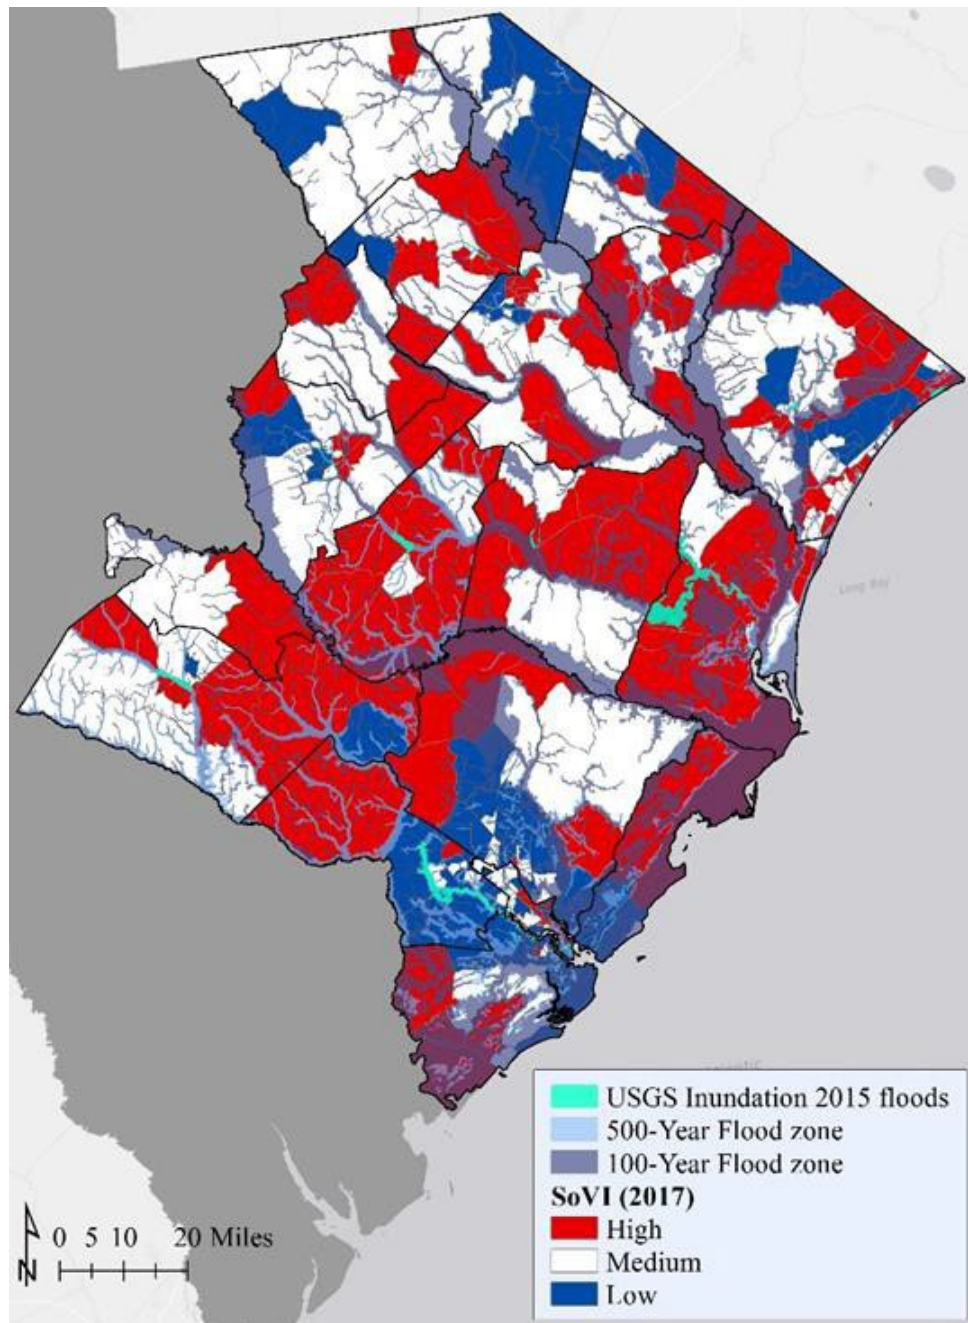 Long Bay
USGS Inundation 2015 floods
500-Year Flood zone
100-Year Flood zone
SoVI (2017)
High
Medium
Low
0 5 10 20 Miles
N